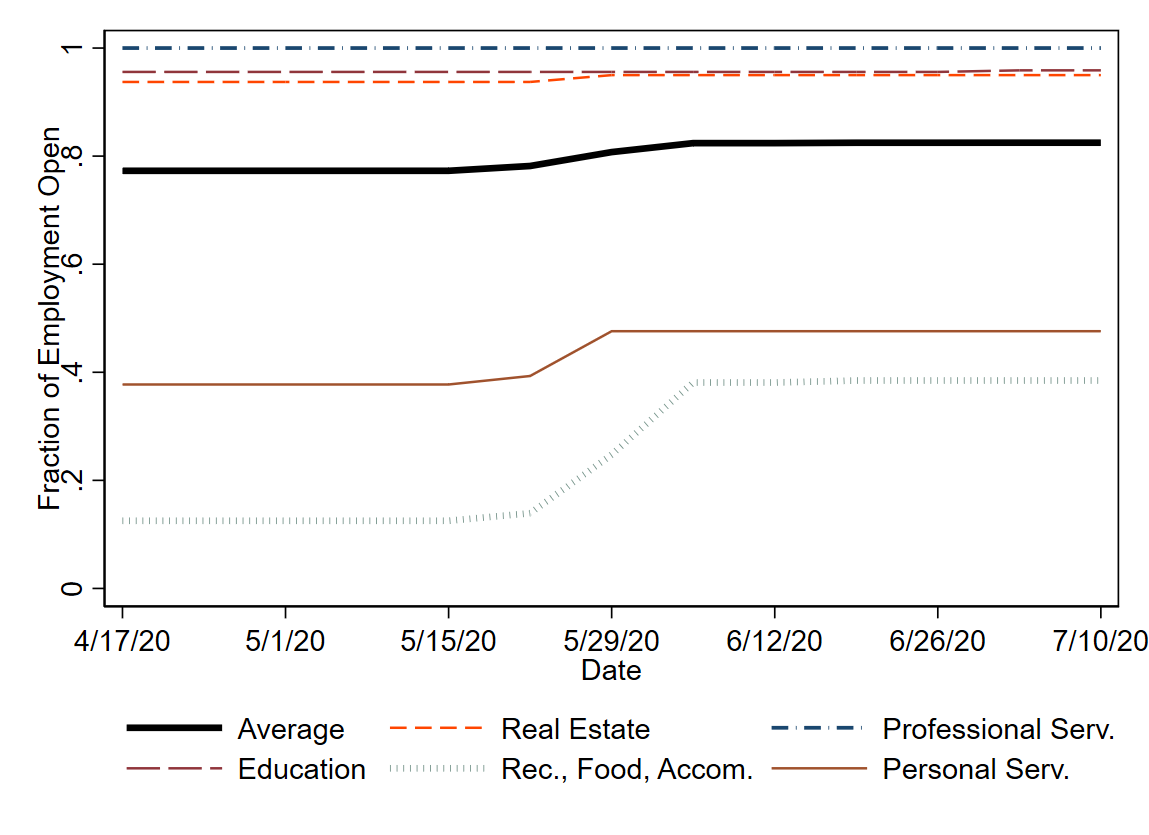 Fraction of Employment Open
1
.8
.6
.4
.2
0
4/17/20 5/1/20 5/15/20 5/29/20 6/12/20 6/26/20 7/10/20
Date
Average Real Estate Professional Serv.
Education Rec., Food, Accom. Personal Serv.